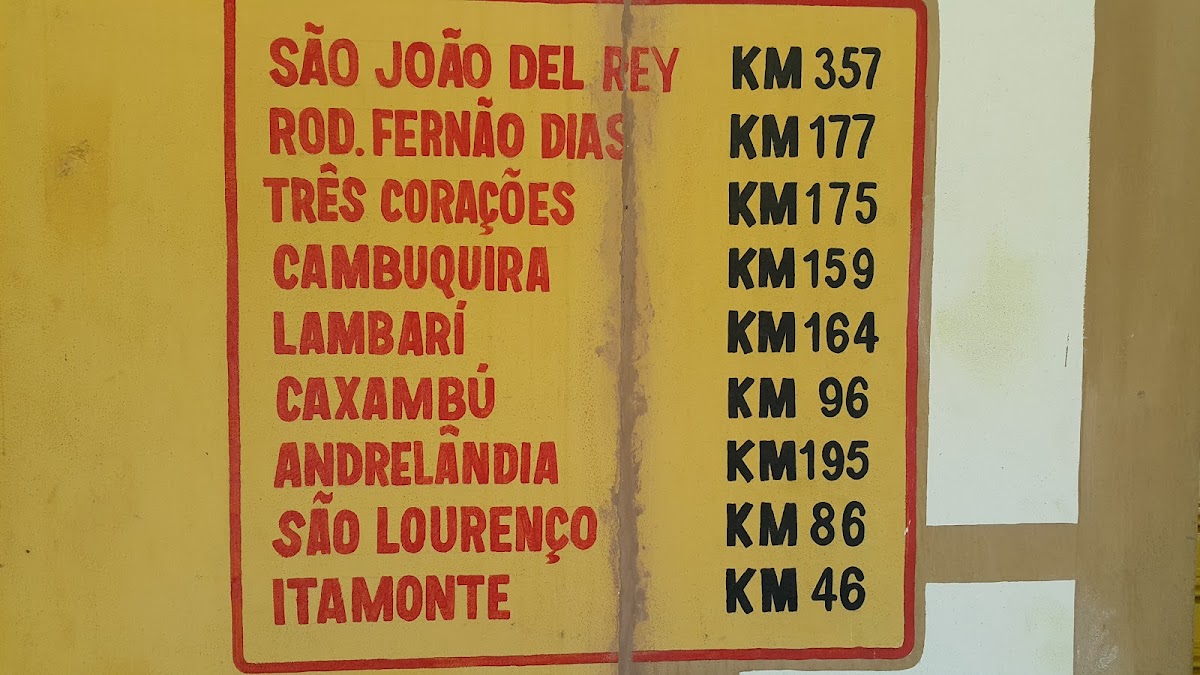 SÃO JOÃO DEL REY KM 357
ROD. FERNÃO DIAS KM 177
TRÊS CORAÇÕES KM 175
CAMBUQUIRA KM 159
LAMBARÍ KM 164
CAXAMBÚ KM 96
ANDRELÂNDIA KM 195
SÃO LOURENÇO KM 86
ITAMONTE KM 46